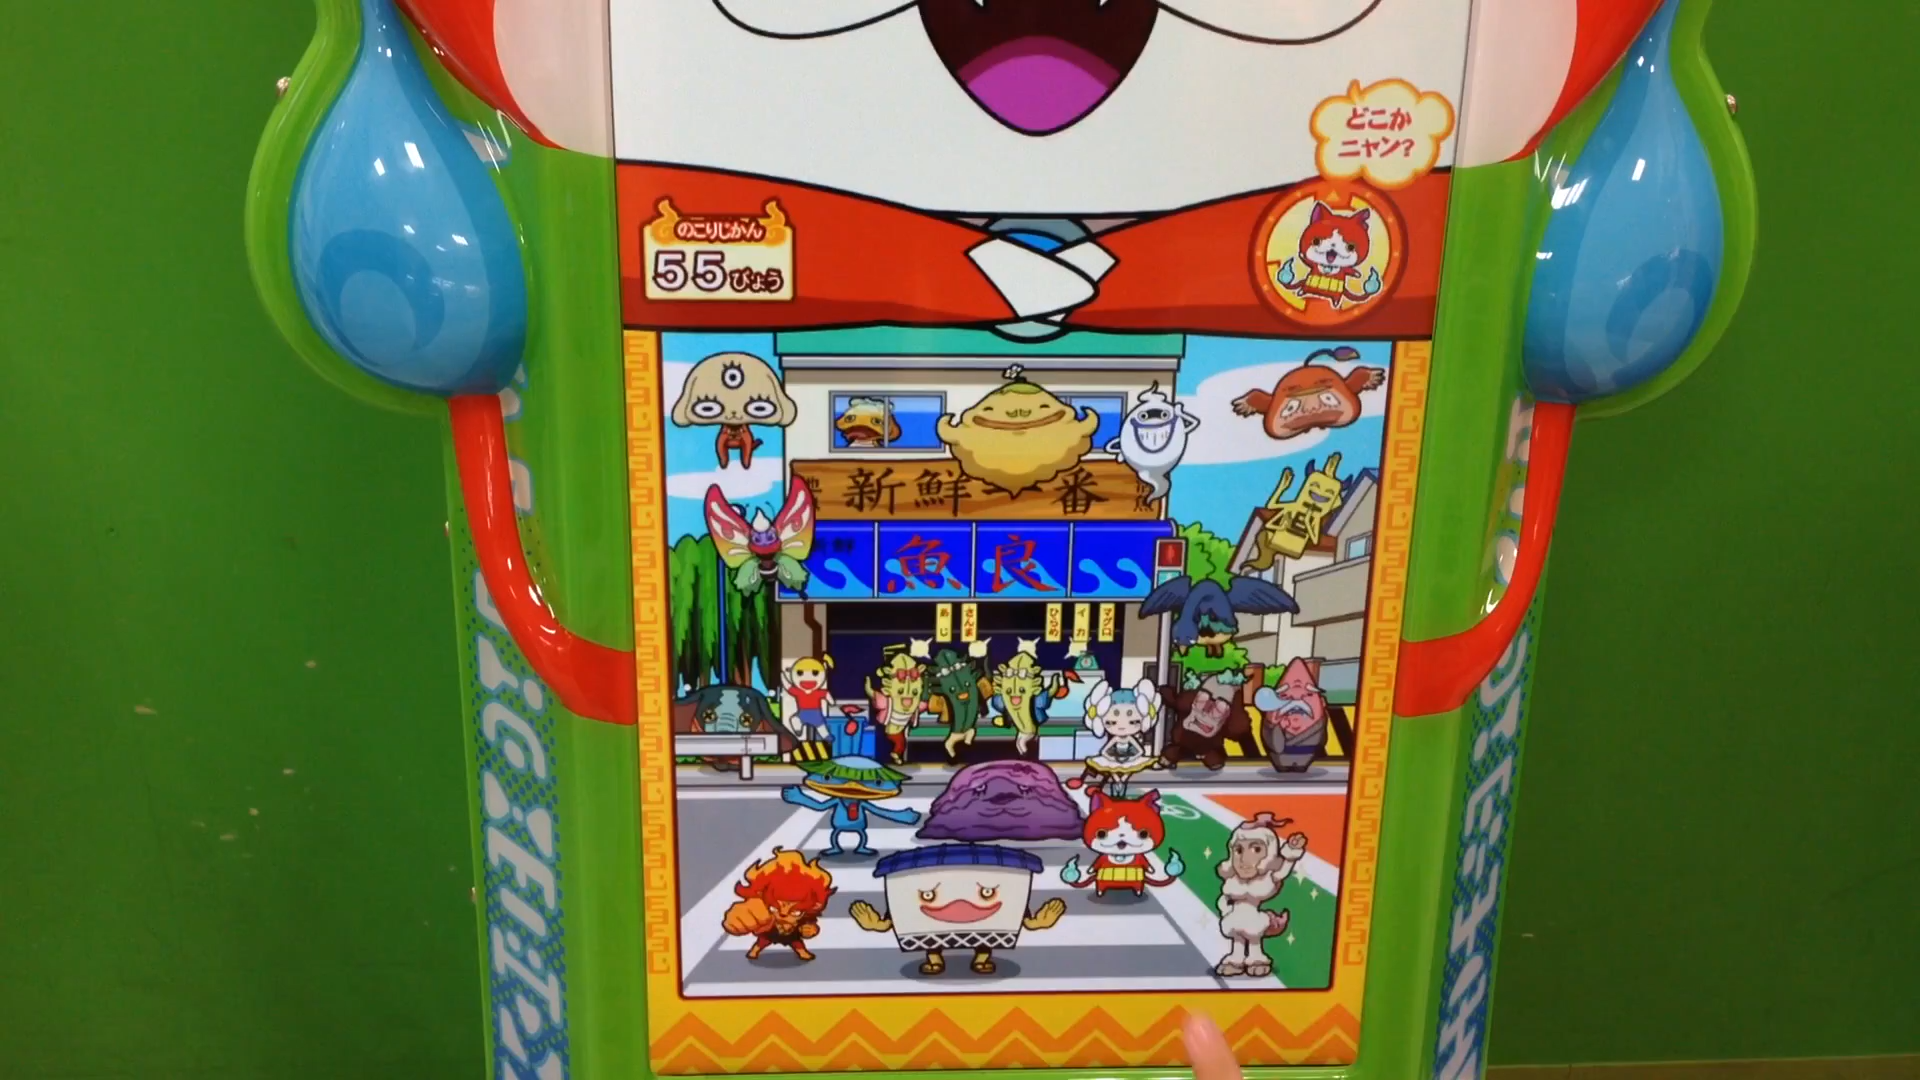 どこか
ニャン?
のこりじかん
55びょう
新鮮一番
魚良
あじ
さんま
ひらめ
イカ
マグロ